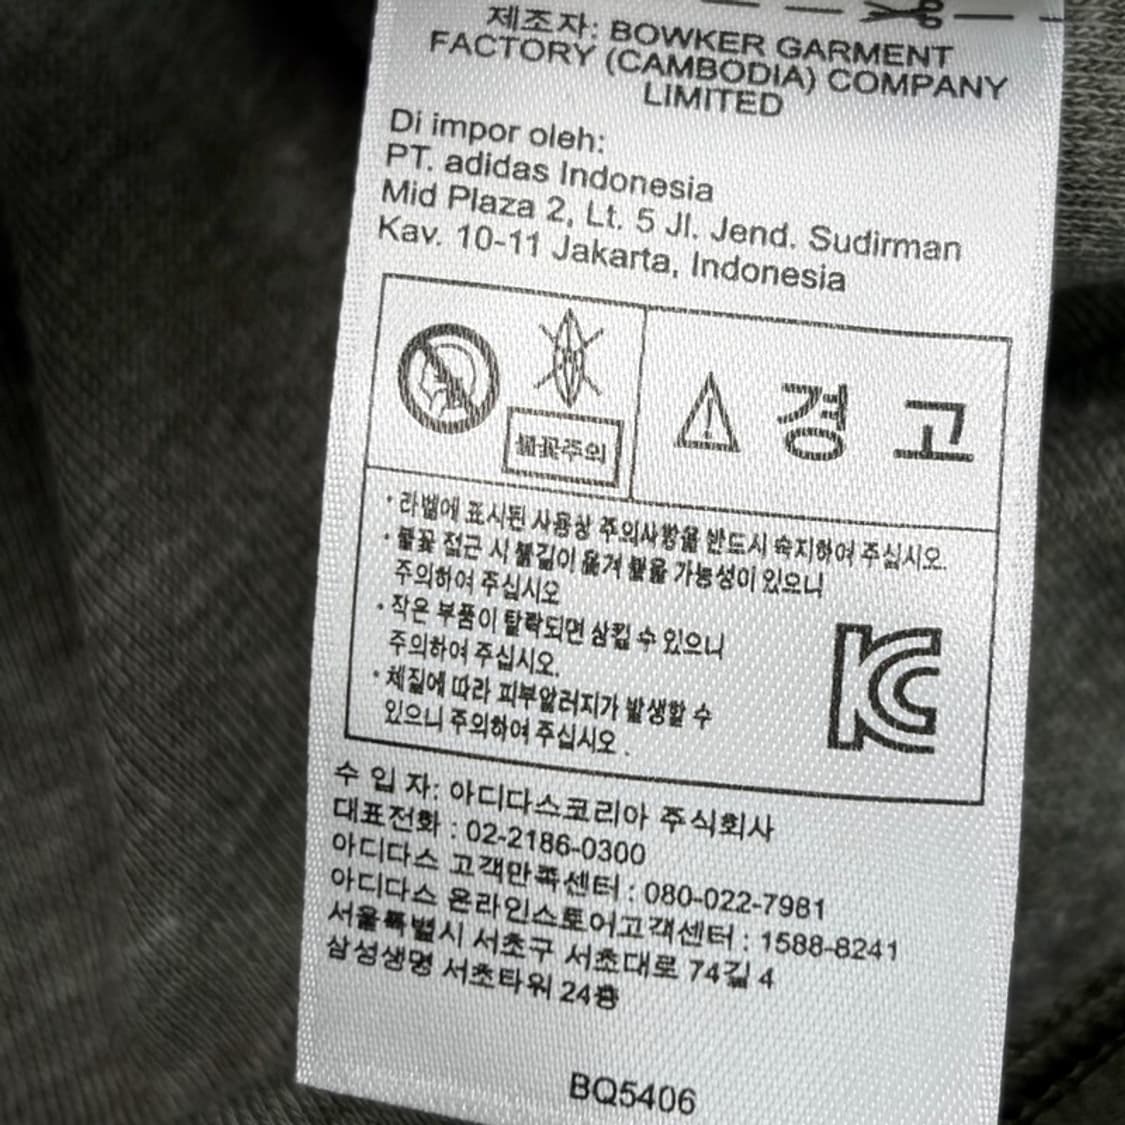 제조자: BOWKER GARMENT
FACTORY (CAMBODIA) COMPANY
LIMITED
Di impor oleh:
PT. adidas Indonesia
Mid Plaza 2, Lt. 5 Jl. Jend. Sudirman
Kav. 10-11 Jakarta, Indonesia
불꽃주의
경 고
• 라벨에 표시된 사용상 주의사항을 반드시 숙지하여 주십시오.
• 불꽃 접근 시 불길이 옮겨 붙을 가능성이 있으니
주의하여 주십시오
• 작은 부품이 탈락되면 삼킬 수 있으니
주의하여 주십시오.
• 체질에 따라 피부알러지가 발생할 수
있으니 주의하여 주십시오 .
KC
수 입 자: 아디다스코리아 주식회사
대표전화 : 02-2186-0300
아디다스 고객만족센터 : 080-022-7981
아디다스 온라인스토어고객센터 : 1588-8241
서울특별시 서초구 서초대로 74길 4
삼성생명 서초타워 24층
BQ5406